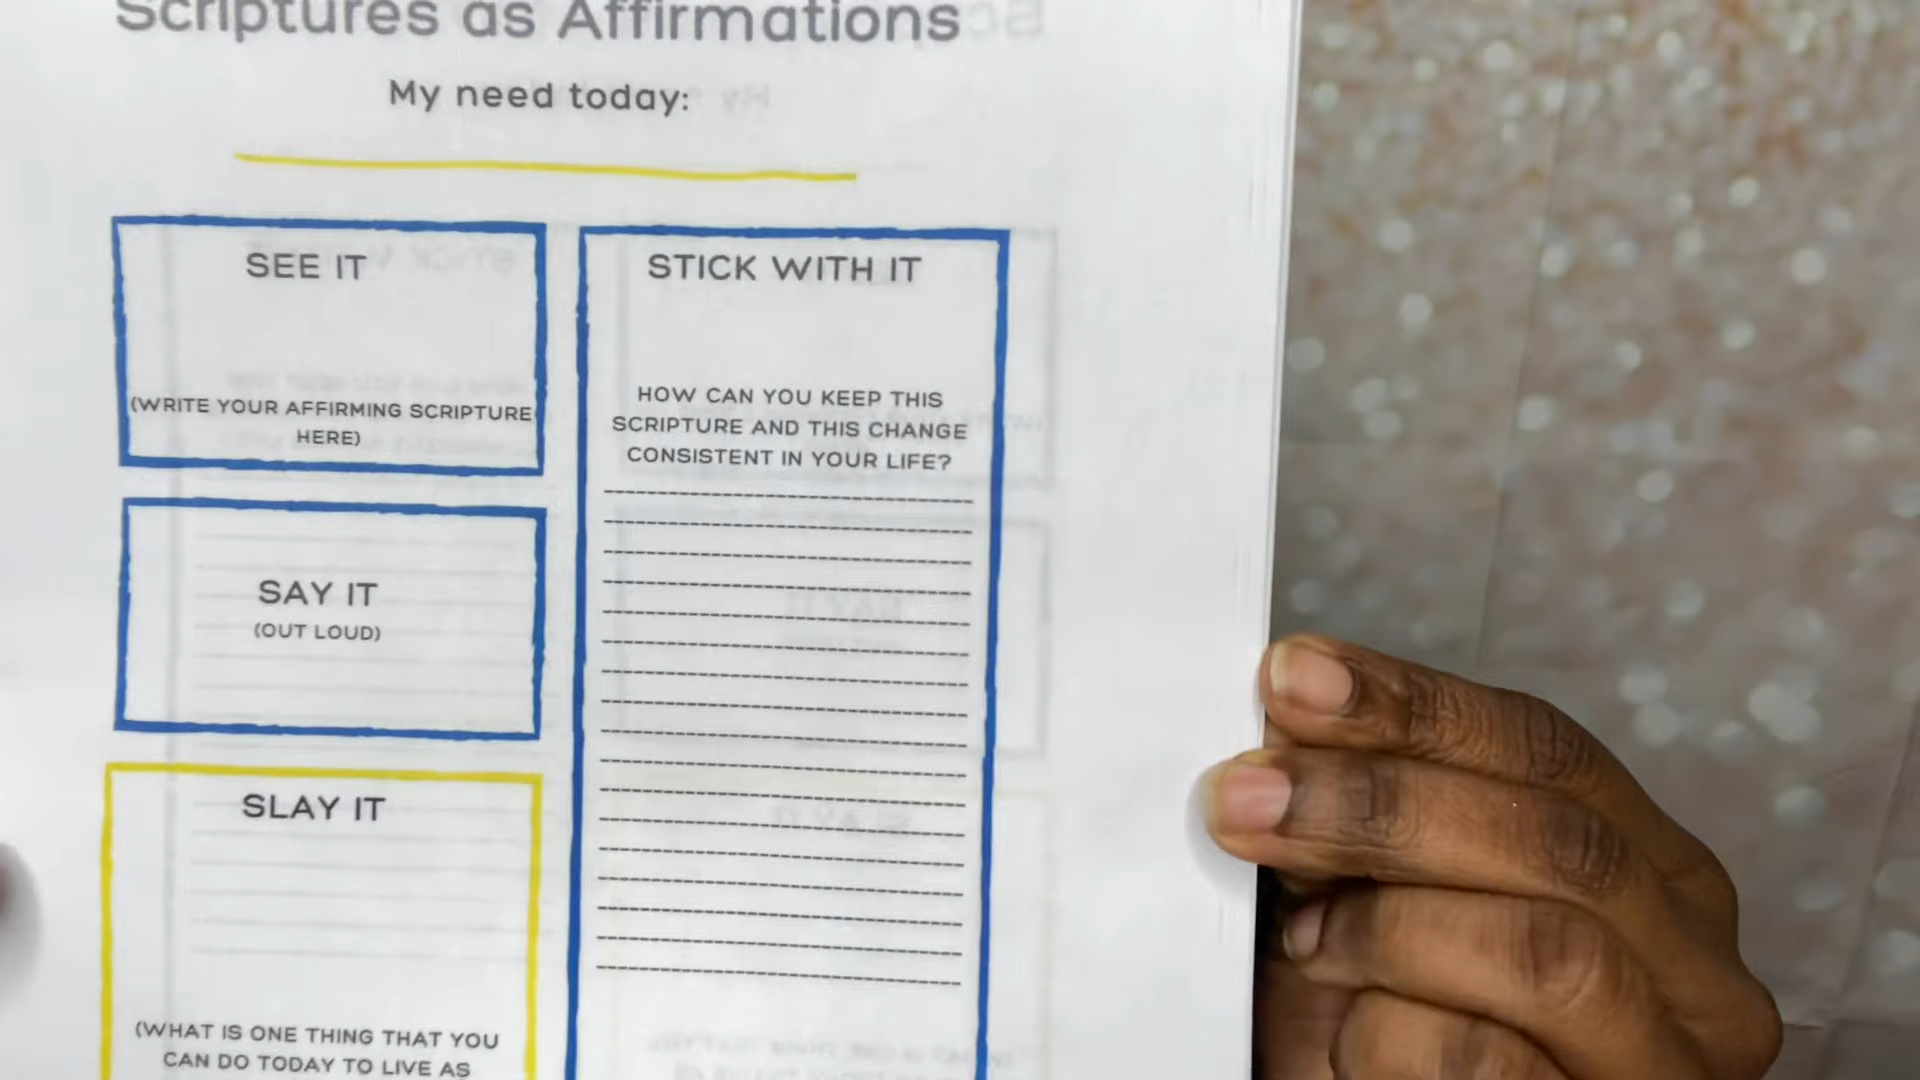 Scriptures as Affirmations
My need today:
SEE IT
(WRITE YOUR AFFIRMING SCRIPTURE
HERE)
SAY IT
(OUT LOUD)
SLAY IT
(WHAT IS ONE THING THAT YOU
CAN DO TODAY TO LIVE AS
STICK WITH IT
HOW CAN YOU KEEP THIS
SCRIPTURE AND THIS CHANGE
CONSISTENT IN YOUR LIFE?